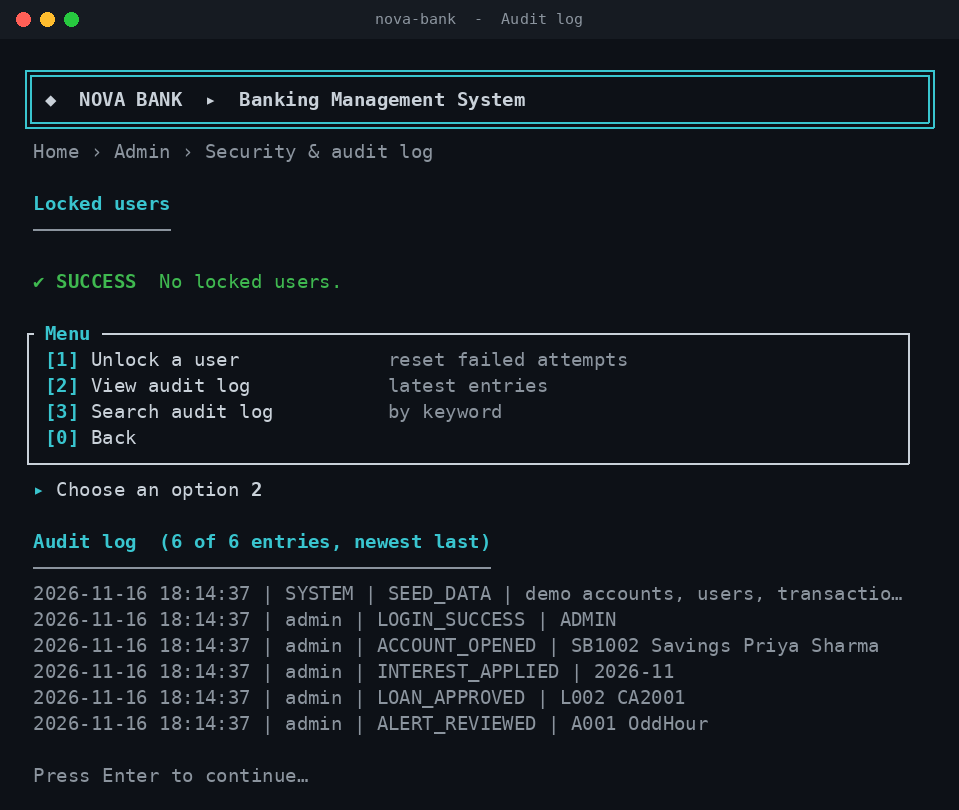 nova-bank - Audit log
◆ NOVA BANK ▸ Banking Management System
Home › Admin › Security & audit log
Locked users
✔ SUCCESS No locked users.
Menu
[1] Unlock a user reset failed attempts
[2] View audit log latest entries
[3] Search audit log by keyword
[0] Back
▸ Choose an option 2
Audit log (6 of 6 entries, newest last)
2026-11-16 18:14:37 | SYSTEM | SEED_DATA | demo accounts, users, transactio…
2026-11-16 18:14:37 | admin | LOGIN_SUCCESS | ADMIN
2026-11-16 18:14:37 | admin | ACCOUNT_OPENED | SB1002 Savings Priya Sharma
2026-11-16 18:14:37 | admin | INTEREST_APPLIED | 2026-11
2026-11-16 18:14:37 | admin | LOAN_APPROVED | L002 CA2001
2026-11-16 18:14:37 | admin | ALERT_REVIEWED | A001 OddHour
Press Enter to continue…